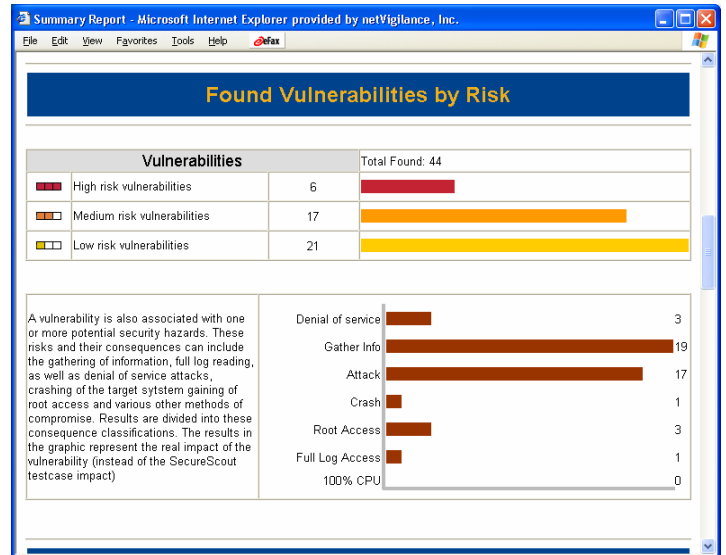 Summary Report - Microsoft Internet Explorer provided by netVigilance, Inc.
File Edit View Favorites Tools Help eFax
Found Vulnerabilities by Risk
Vulnerabilities Total Found: 44
High risk vulnerabilities 6
Medium risk vulnerabilities 17
Low risk vulnerabilities 21
A vulnerability is also associated with one
or more potential security hazards. These
risks and their consequences can include
the gathering of information, full log reading,
as well as denial of service attacks,
crashing of the target sytstem gaining of
root access and various other methods of
compromise. Results are divided into these
consequence classifications. The results in
the graphic represent the real impact of the
vulnerability (instead of the SecureScout
testcase impact)
Denial of service 3
Gather Info 19
Attack 17
Crash 1
Root Access 3
Full Log Access 1
100% CPU 0